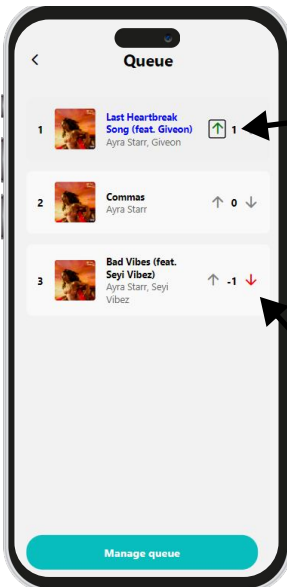 Queue
1
Last Heartbreak
Song (feat. Giveon)
Ayra Starr, Giveon
1
2
Commas
Ayra Starr
0
3
Bad Vibes (feat.
Seyi Vibez)
Ayra Starr, Seyi
Vibez
-1
Manage queue